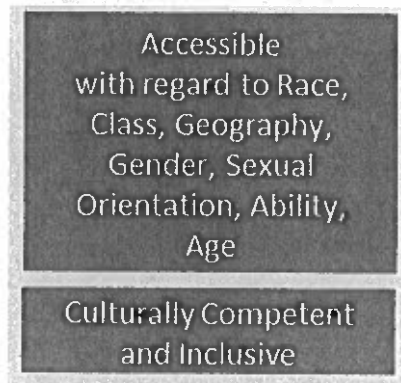 Accessible
with regard to Race,
Class, Geography,
Gender, Sexual
Orientation, Ability,
Age
Culturally Competent
and Inclusive